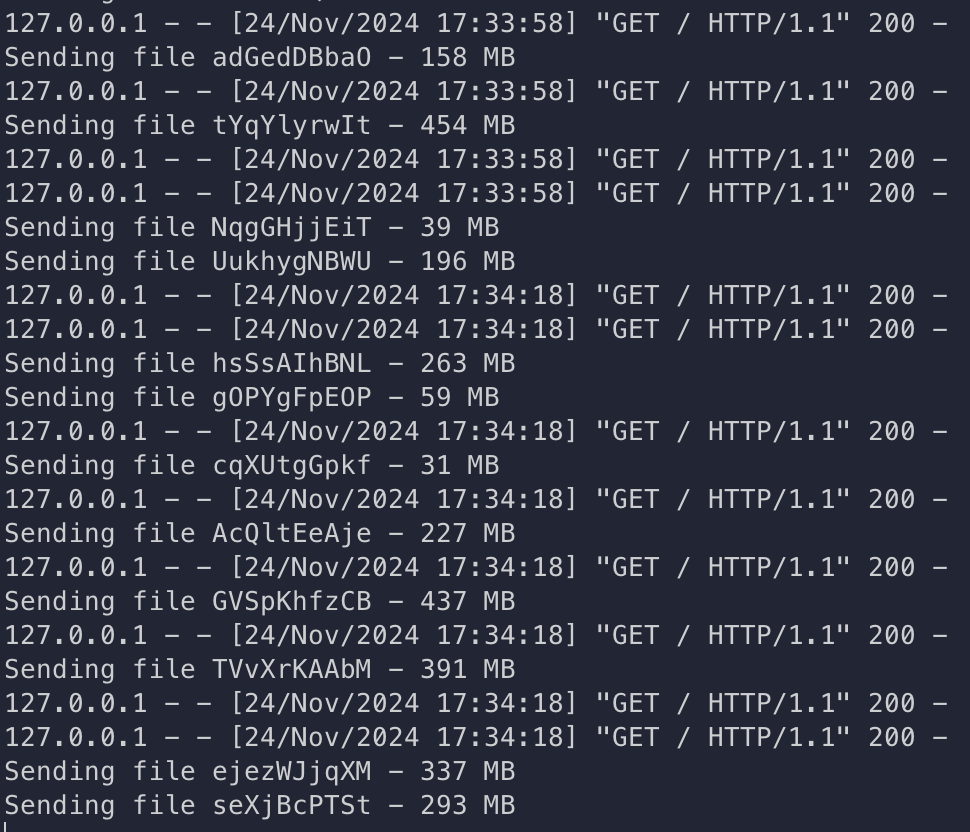 127.0.0.1 - - [24/Nov/2024 17:33:58] "GET / HTTP/1.1" 200 -
Sending file adGedDBbaO - 158 MB
127.0.0.1 - - [24/Nov/2024 17:33:58] "GET / HTTP/1.1" 200 -
Sending file tYqYlyrwIt - 454 MB
127.0.0.1 - - [24/Nov/2024 17:33:58] "GET / HTTP/1.1" 200 -
127.0.0.1 - - [24/Nov/2024 17:33:58] "GET / HTTP/1.1" 200 -
Sending file NqgGHjjEiT - 39 MB
Sending file UukhygNBWU - 196 MB
127.0.0.1 - - [24/Nov/2024 17:34:18] "GET / HTTP/1.1" 200 -
127.0.0.1 - - [24/Nov/2024 17:34:18] "GET / HTTP/1.1" 200 -
Sending file hsSsAIhBNL - 263 MB
Sending file gOPYgFpEOP - 59 MB
127.0.0.1 - - [24/Nov/2024 17:34:18] "GET / HTTP/1.1" 200 -
Sending file cqXUtgGpkf - 31 MB
127.0.0.1 - - [24/Nov/2024 17:34:18] "GET / HTTP/1.1" 200 -
Sending file AcQltEeAje - 227 MB
127.0.0.1 - - [24/Nov/2024 17:34:18] "GET / HTTP/1.1" 200 -
Sending file GVSpKhfzCB - 437 MB
127.0.0.1 - - [24/Nov/2024 17:34:18] "GET / HTTP/1.1" 200 -
Sending file TVvXrKAAbM - 391 MB
127.0.0.1 - - [24/Nov/2024 17:34:18] "GET / HTTP/1.1" 200 -
127.0.0.1 - - [24/Nov/2024 17:34:18] "GET / HTTP/1.1" 200 -
Sending file ejezWJjqXM - 337 MB
Sending file seXjBcPTSt - 293 MB